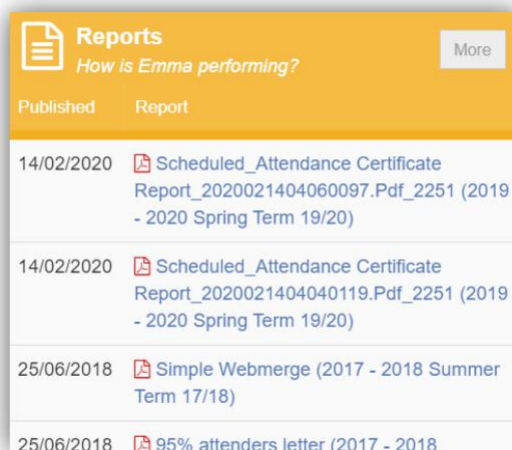 Reports
How is Emma performing?
More
Published Report
14/02/2020 Scheduled_Attendance Certificate
Report_2020021404060097.Pdf_2251 (2019
- 2020 Spring Term 19/20)
14/02/2020 Scheduled_Attendance Certificate
Report_2020021404040119.Pdf_2251 (2019
- 2020 Spring Term 19/20)
25/06/2018 Simple Webmerge (2017 - 2018 Summer
Term 17/18)
25/06/2018 95% attenders letter (2017 - 2018